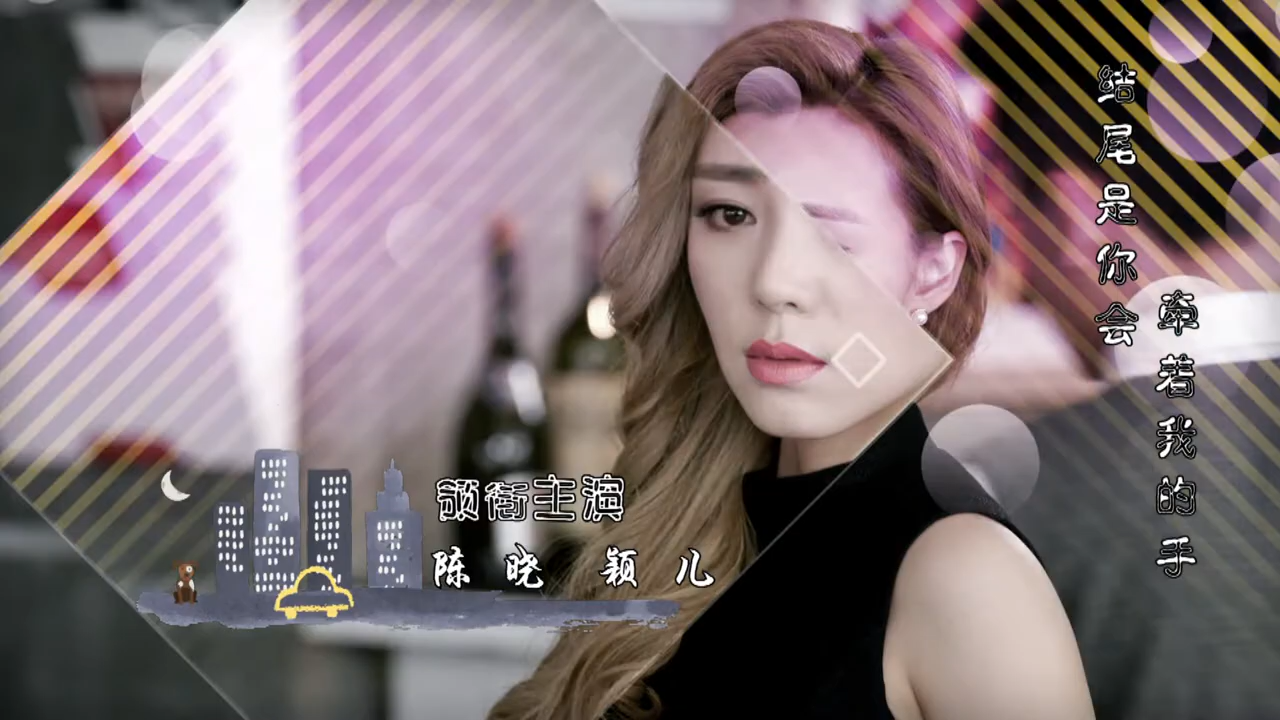 结尾是你会
牵着我的手
领衔主演
陈晓 颖儿